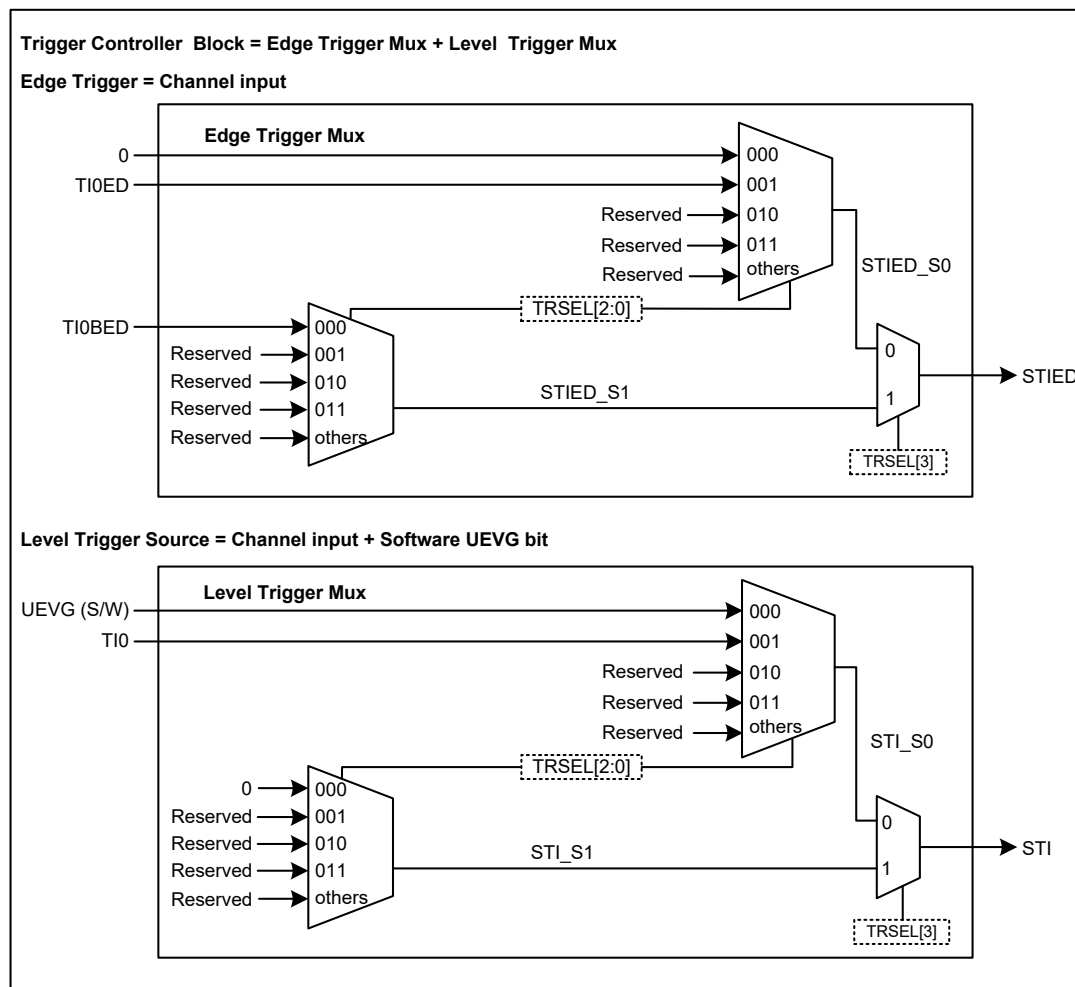 Trigger Controller Block = Edge Trigger Mux + Level Trigger Mux
Edge Trigger = Channel input
Edge Trigger Mux
0
000
TI0ED
001
Reserved
010
Reserved
011
Reserved
others
STIED_S0
TRSEL[2:0]
TI0BED
000
Reserved
001
Reserved
010
Reserved
011
Reserved
others
STIED_S1
0
1
STIED
TRSEL[3]
Level Trigger Source = Channel input + Software UEVG bit
Level Trigger Mux
UEVG (S/W)
000
TI0
001
Reserved
010
Reserved
011
Reserved
others
STI_S0
TRSEL[2:0]
0
000
Reserved
001
Reserved
010
Reserved
011
Reserved
others
STI_S1
0
1
STI
TRSEL[3]